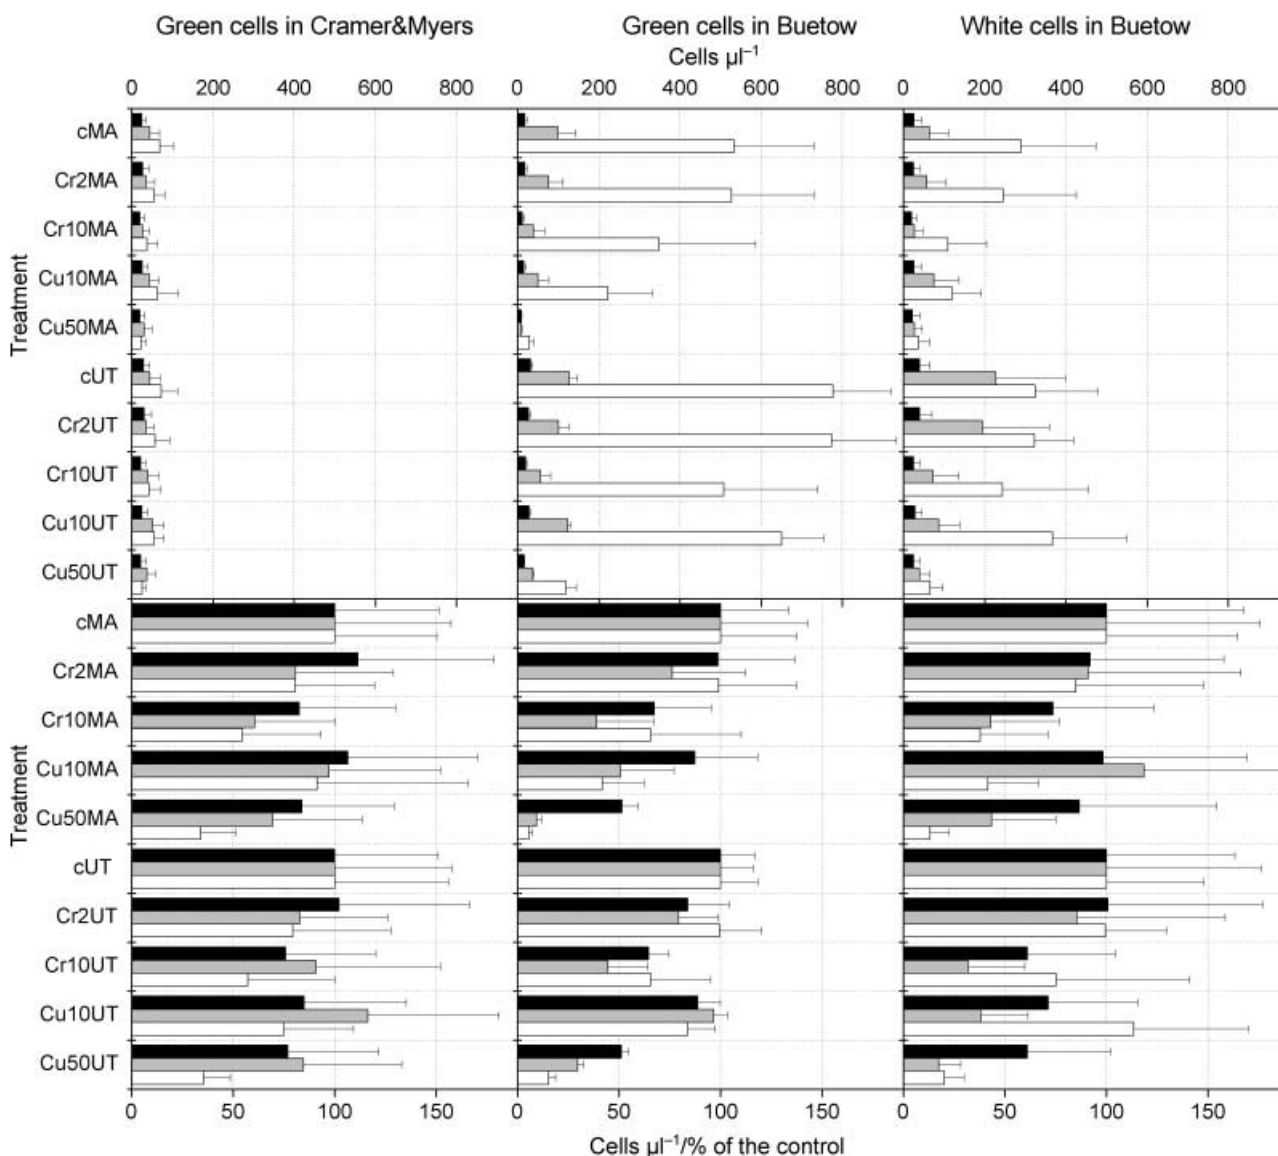 Green cells in Cramer&Myers
Green cells in Buetow
White cells in Buetow
Cells µl⁻¹
0 200 400 600 800
0 200 400 600 800
0 200 400 600 800
Treatment
cMA
Cr2MA
Cr10MA
Cu10MA
Cu50MA
cUT
Cr2UT
Cr10UT
Cu10UT
Cu50UT
Treatment
cMA
Cr2MA
Cr10MA
Cu10MA
Cu50MA
cUT
Cr2UT
Cr10UT
Cu10UT
Cu50UT
0 50 100 150
0 50 100 150
0 50 100 150
Cells µl⁻¹/% of the control